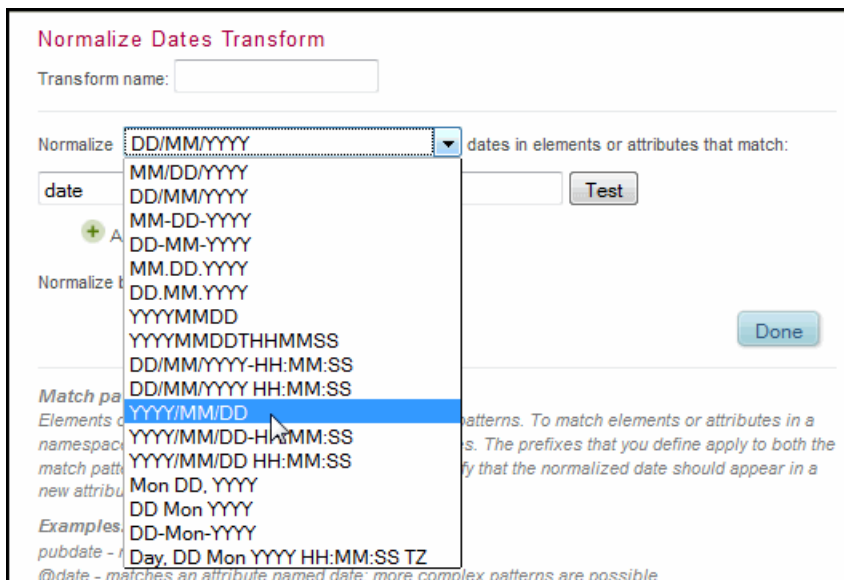 Normalize Dates Transform
Transform name:
Normalize DD/MM/YYYY dates in elements or attributes that match:
MM/DD/YYYY
date Test
DD/MM/YYYY
MM-DD-YYYY
A
DD-MM-YYYY
MM.DD.YYYY
Normalize
DD.MM.YYYY
YYYYMMDD
Done
YYYYMMDDTHHMMSS
DD/MM/YYYY-HH:MM:SS
DD/MM/YYYY HH:MM:SS
Match
YYYY/MM/DD
Elements patterns. To match elements or attributes in a
YYYY/MM/DD-HH:MM:SS
The prefixes that you define apply to both the
YYYY/MM/DD HH:MM:SS
match that the normalized date should appear in a
Mon DD, YYYY
new
DD Mon YYYY
Examples
DD-Mon-YYYY
pubdate -
Day, DD Mon YYYY HH:MM:SS TZ
@date - matches an attribute named date; more complex patterns are possible